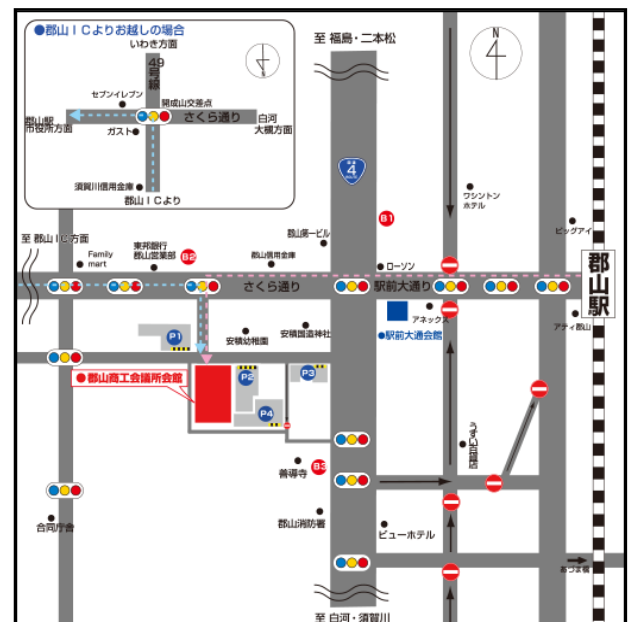 ●郡山ICよりお越しの場合
いわき方面
49号線
セブンイレブン
開成山交差点
さくら通り
郡山駅
市役所方面
ガスト
白河
大槻方面
須賀川信用金庫
郡山ICより
至 福島・二本松
4
B1
ワシントン
ホテル
ビッグアイ
郡山第一ビル
至 郡山IC方面
Family
mart
東邦銀行
郡山営業部
B2
郡山信用金庫
ローソン
郡山駅
さくら通り
駅前大通り
アネックス
アティ郡山
●駅前大通会館
P1
安積幼稚園
安積国造神社
●郡山商工会議所会館
P2
P3
P4
うすい百貨店
善導寺
B3
合同庁舎
郡山消防署
ビューホテル
あづま橋
至 白河・須賀川